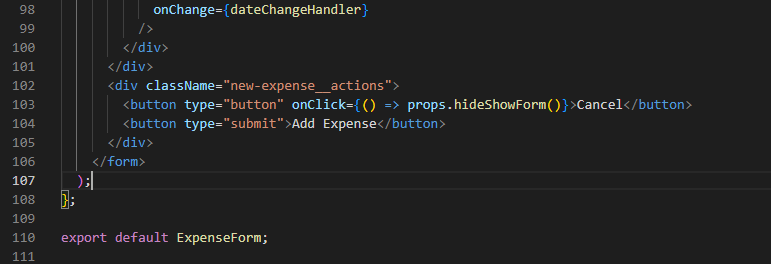 98 onChange={dateChangeHandler}
99 />
100 </div>
101 </div>
102 <div className="new-expense__actions">
103 <button type="button" onClick={() => props.hideShowForm()}>Cancel</button>
104 <button type="submit">Add Expense</button>
105 </div>
106 </form>
107 );
108 };
109
110 export default ExpenseForm;
111